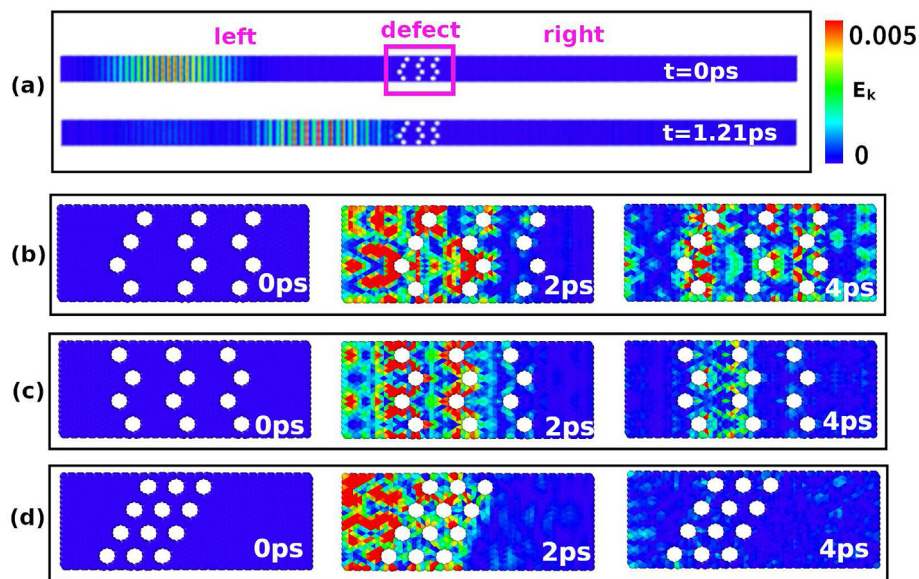 left
defect
right
0.005
(a)
t=0ps
E_k
t=1.21ps
0
(b)
0ps
2ps
4ps
(c)
0ps
2ps
4ps
(d)
0ps
2ps
4ps